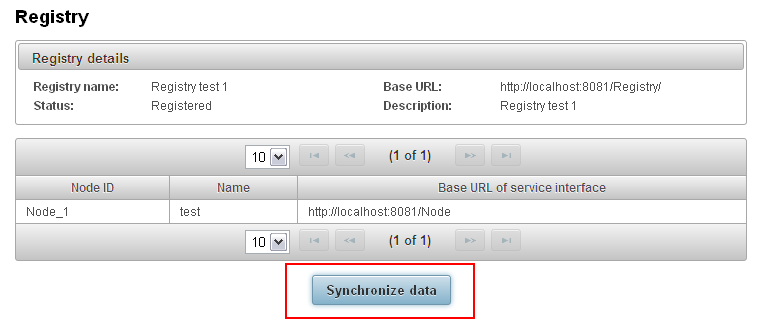 Registry
Registry details
Registry name: Registry test 1 Base URL: http://localhost:8081/Registry/
Status: Registered Description: Registry test 1
10 (1 of 1)
Node ID Name Base URL of service interface
Node_1 test http://localhost:8081/Node
10 (1 of 1)
Synchronize data